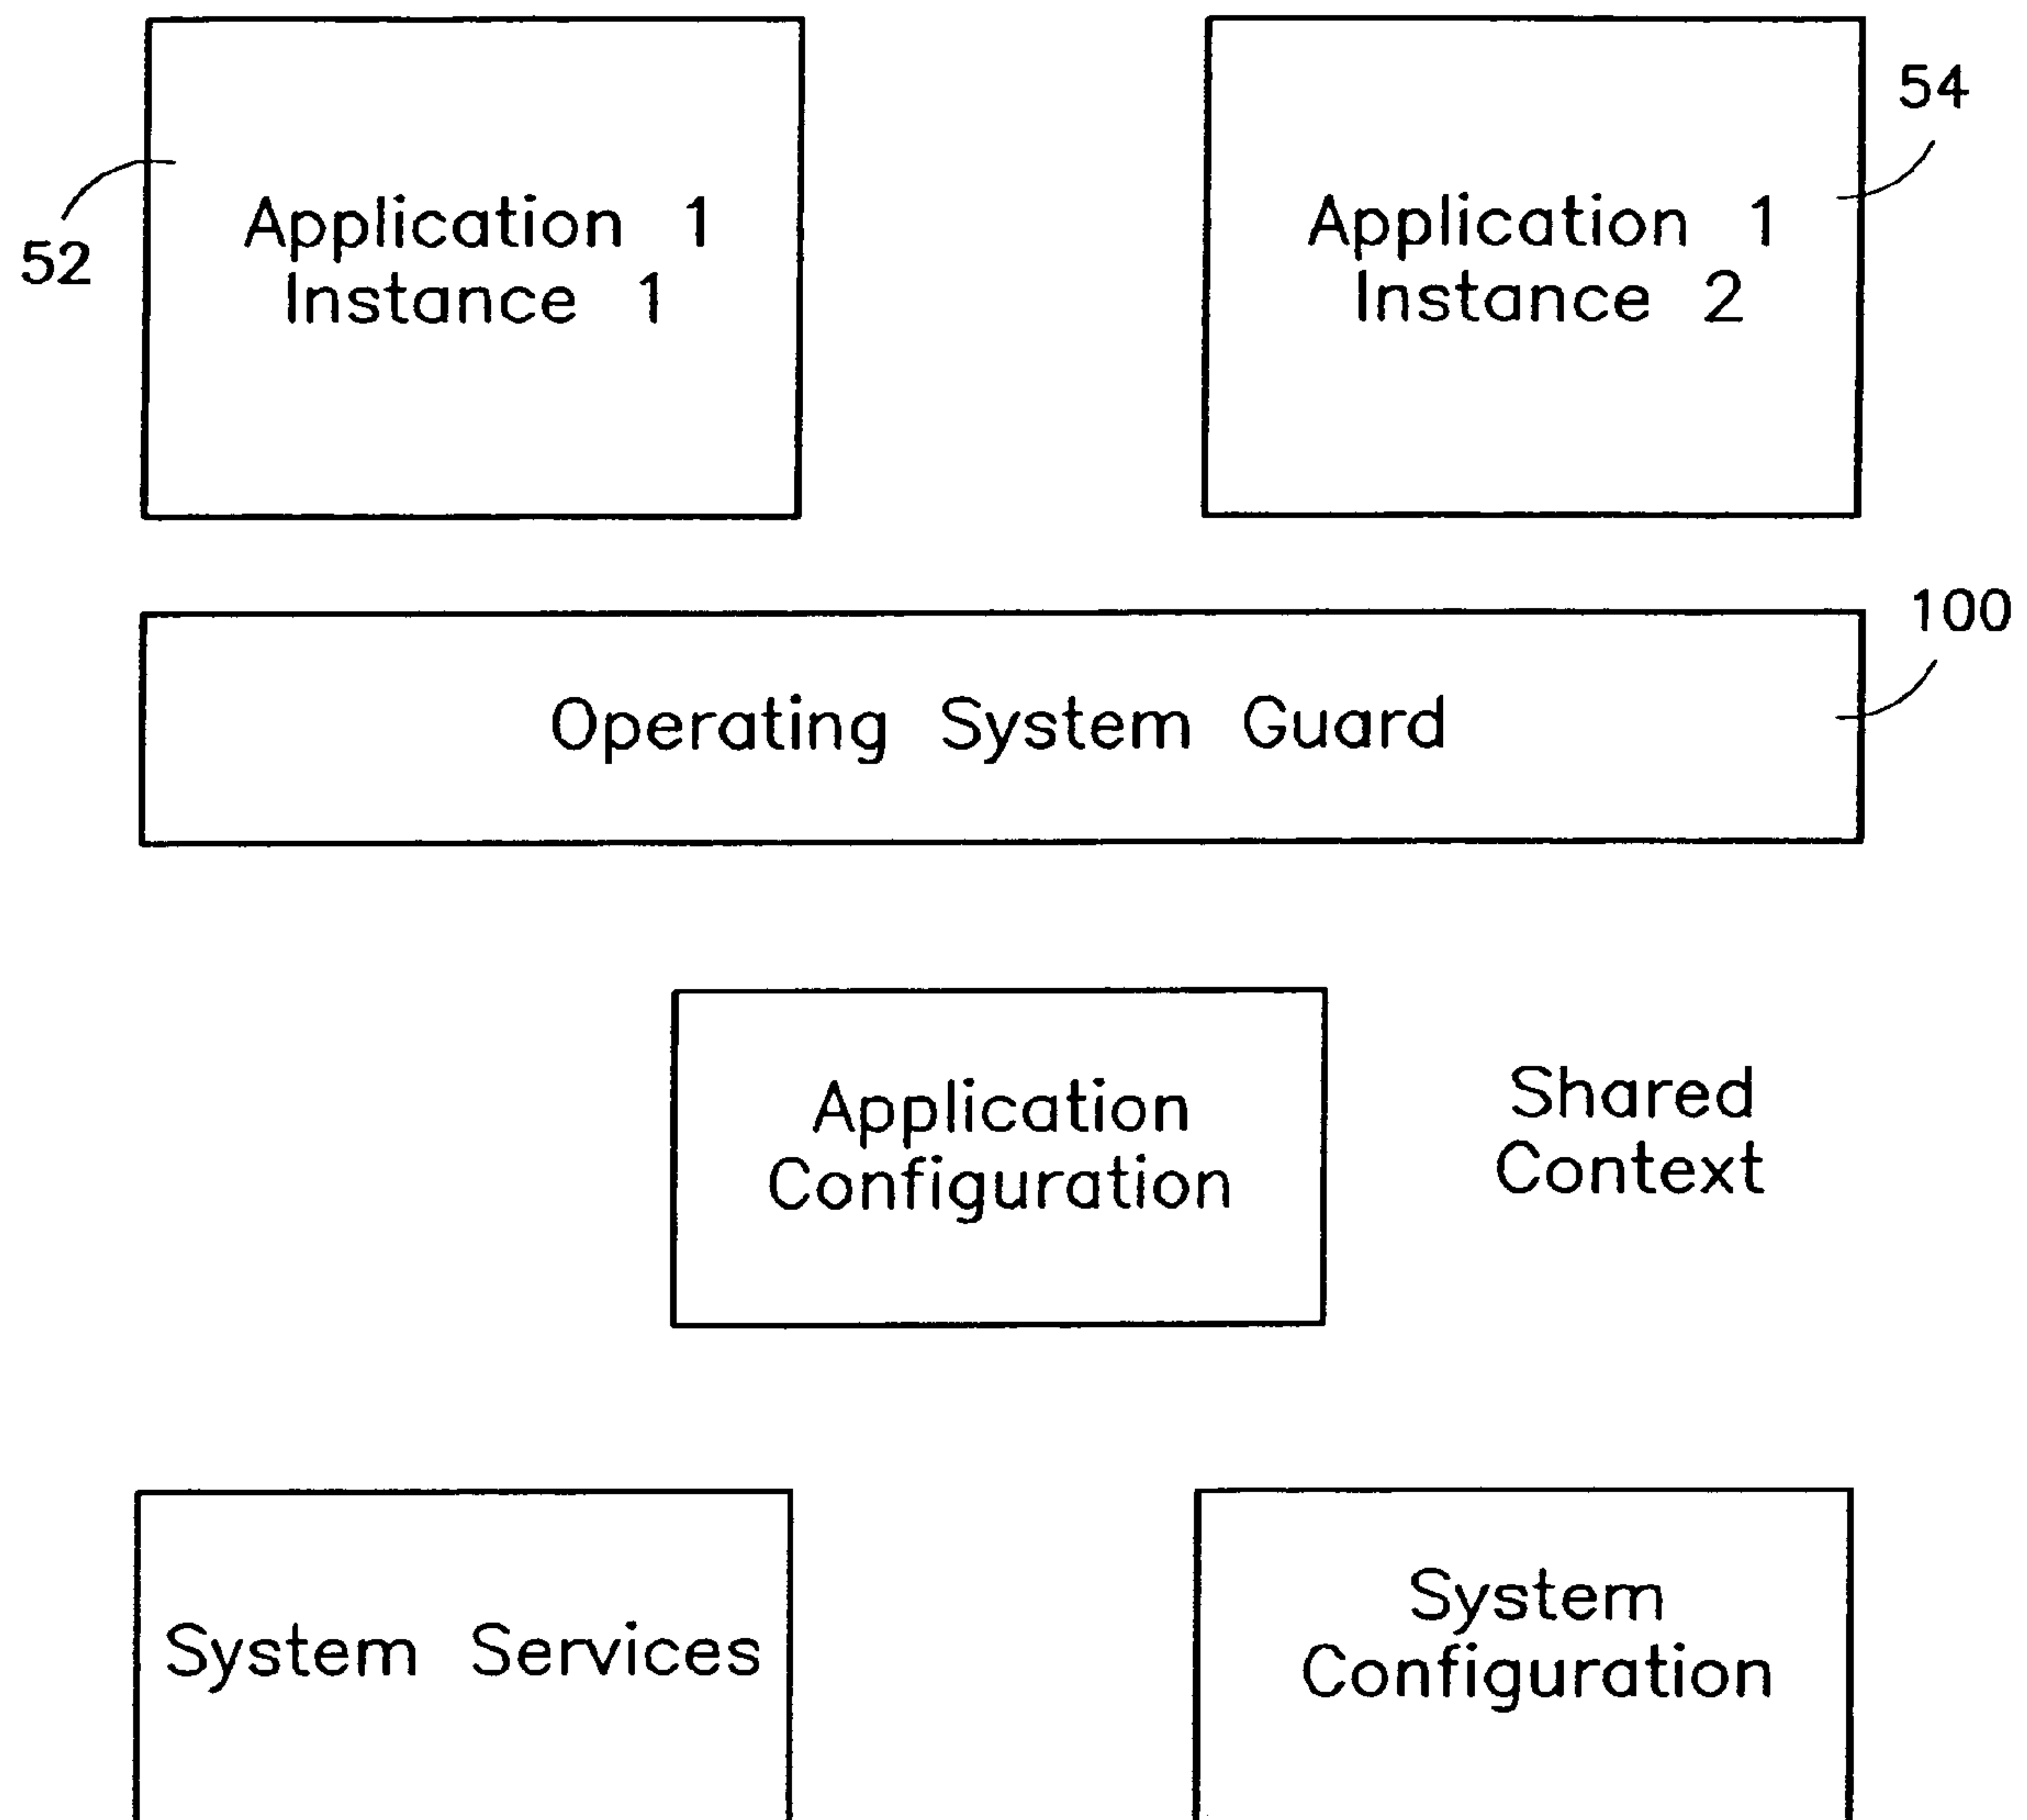 54
52
Application 1
Instance 1
Application 1
Instance 2
100
Operating System Guard
Application
Configuration
Shared
Context
System Services
System
Configuration